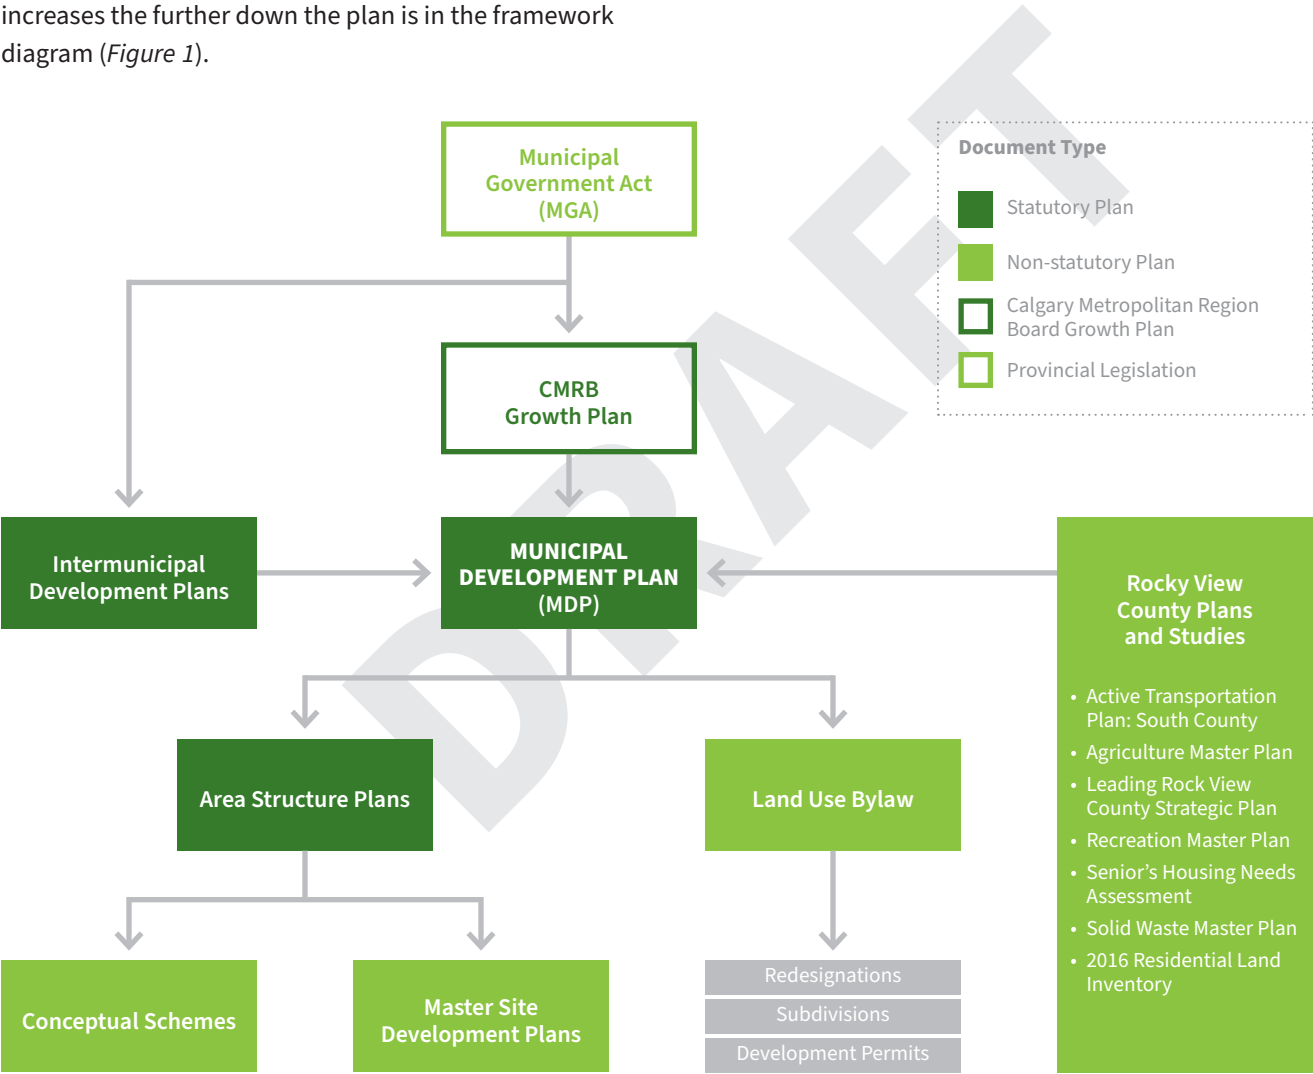 increases the further down the plan is in the framework
diagram (Figure 1).
Municipal
Government Act
(MGA)
Document Type
Statutory Plan
Non-statutory Plan
Calgary Metropolitan Region
Board Growth Plan
Provincial Legislation
CMRB
Growth Plan
Intermunicipal
Development Plans
MUNICIPAL
DEVELOPMENT PLAN
(MDP)
Rocky View
County Plans
and Studies
• Active Transportation
Plan: South County
• Agriculture Master Plan
• Leading Rock View
County Strategic Plan
• Recreation Master Plan
• Senior’s Housing Needs
Assessment
• Solid Waste Master Plan
• 2016 Residential Land
Inventory
Area Structure Plans
Land Use Bylaw
Conceptual Schemes
Master Site
Development Plans
Redesignations
Subdivisions
Development Permits
DRAFT